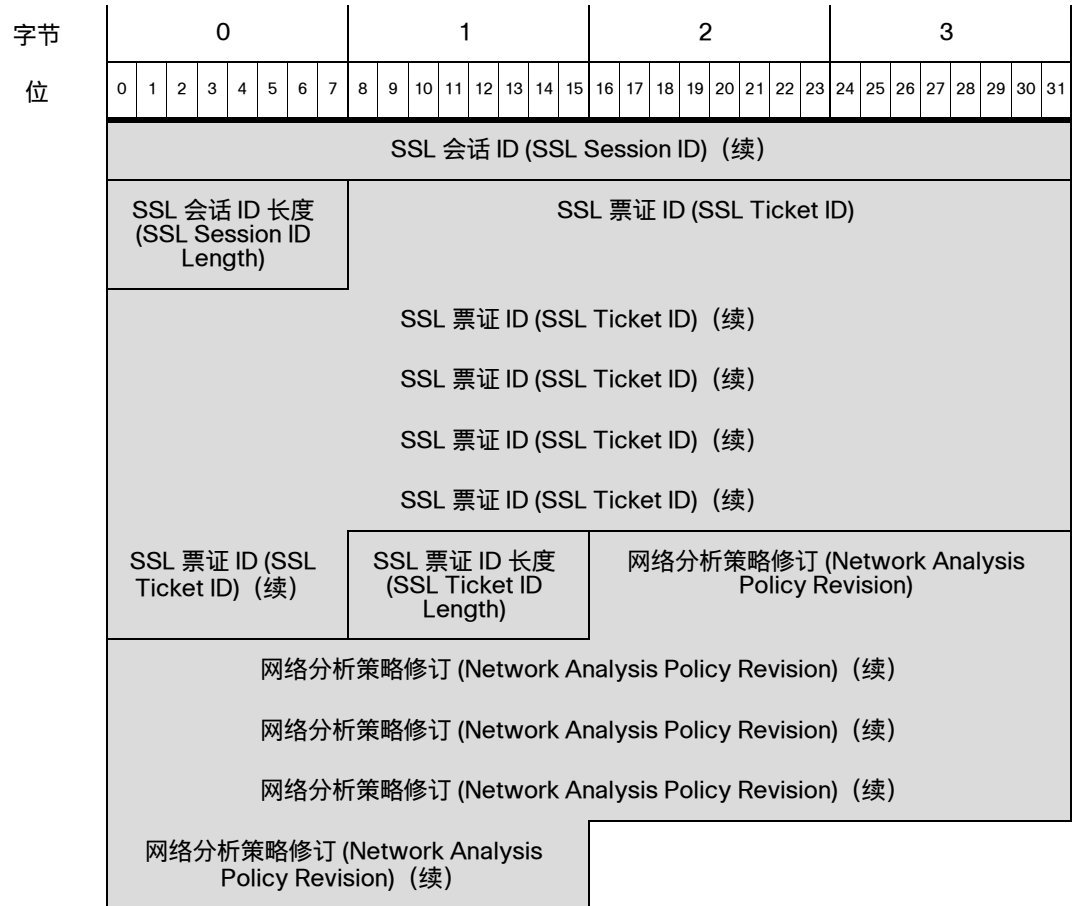 字节 0 1 2 3
位 0 1 2 3 4 5 6 7 8 9 10 11 12 13 14 15 16 17 18 19 20 21 22 23 24 25 26 27 28 29 30 31
SSL 会话 ID (SSL Session ID)（续）
SSL 会话 ID 长度
(SSL Session ID
Length)
SSL 票证 ID (SSL Ticket ID)
SSL 票证 ID (SSL Ticket ID)（续）
SSL 票证 ID (SSL Ticket ID)（续）
SSL 票证 ID (SSL Ticket ID)（续）
SSL 票证 ID (SSL Ticket ID)（续）
SSL 票证 ID (SSL
Ticket ID)（续）
SSL 票证 ID 长度
(SSL Ticket ID
Length)
网络分析策略修订 (Network Analysis
Policy Revision)
网络分析策略修订 (Network Analysis Policy Revision)（续）
网络分析策略修订 (Network Analysis Policy Revision)（续）
网络分析策略修订 (Network Analysis Policy Revision)（续）
网络分析策略修订 (Network Analysis
Policy Revision)（续）